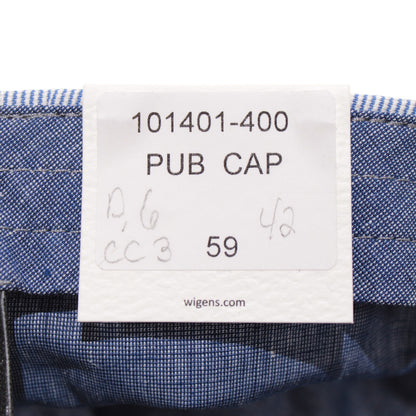 101401-400
PUB CAP
D,6 42
CC3 59
wigens.com